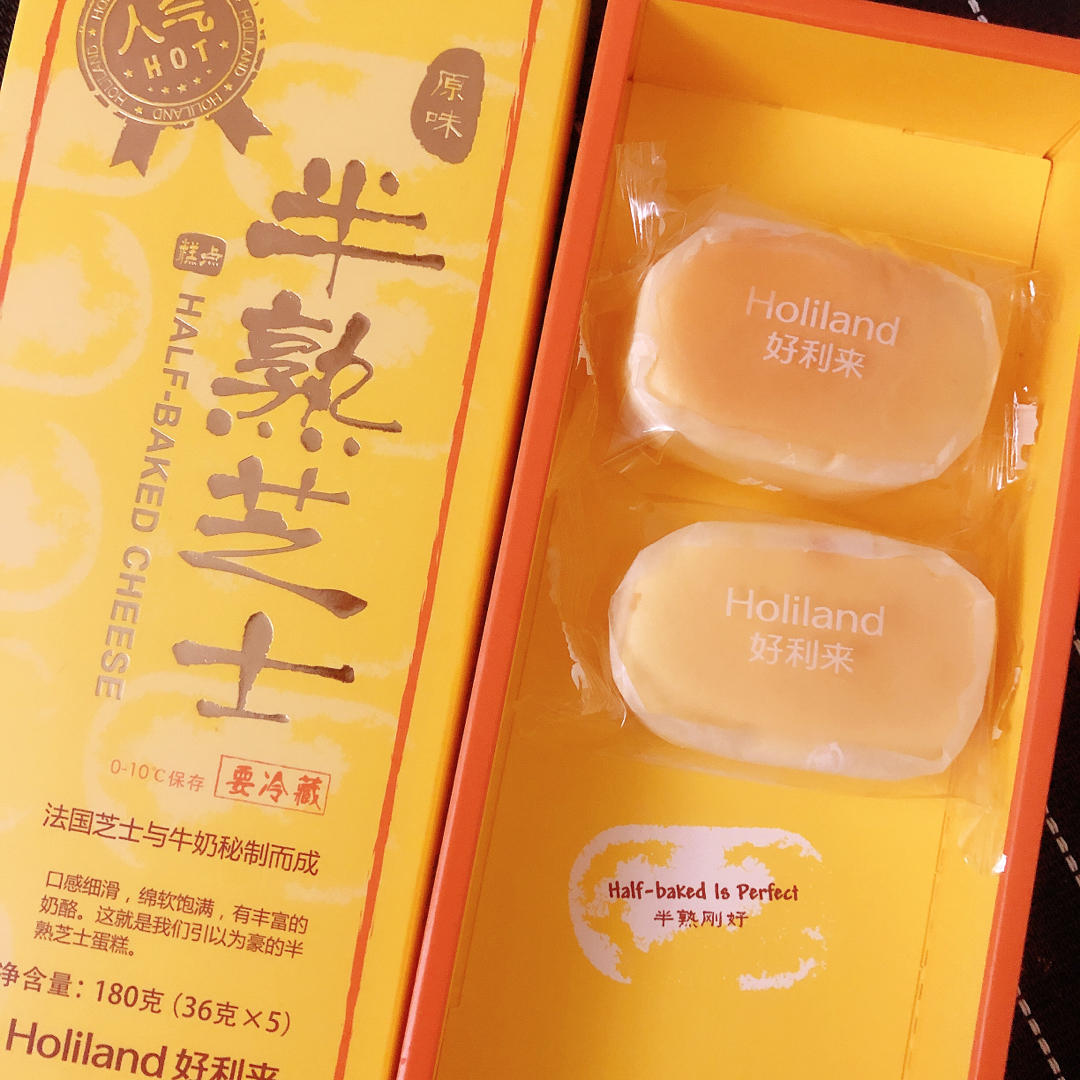 人气
HOT
HOLILAND
HOLILAND
HOLILAND
原味
半熟芝士
糕点
HALF-BAKED CHEESE
0-10℃保存
要冷藏
法国芝士与牛奶秘制而成
口感细滑，绵软饱满，有丰富的
奶酪。这就是我们引以为豪的半
熟芝士蛋糕。
净含量：180克（36克×5）
Holiland 好利来
Holiland
好利来
Holiland
好利来
Half-baked Is Perfect
半熟刚好